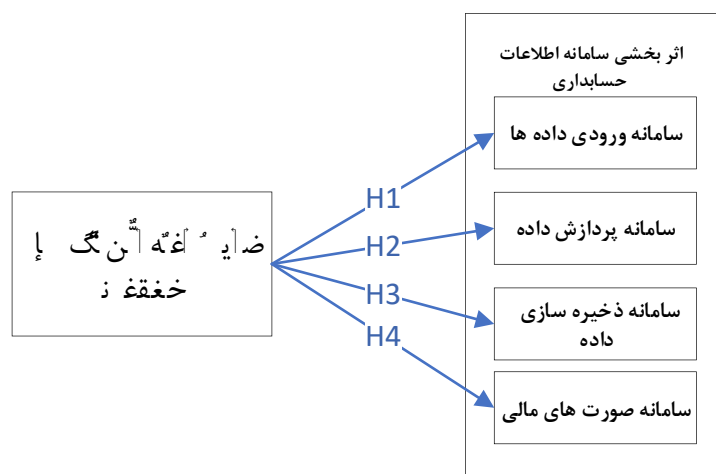 اثر بخشی سامانه اطلاعات
حسابداری
سامانه ورودی داده ها
سامانه پردازش داده
سامانه ذخیره سازی
داده
سامانه صورت های مالی
H1
H2
H3
H4